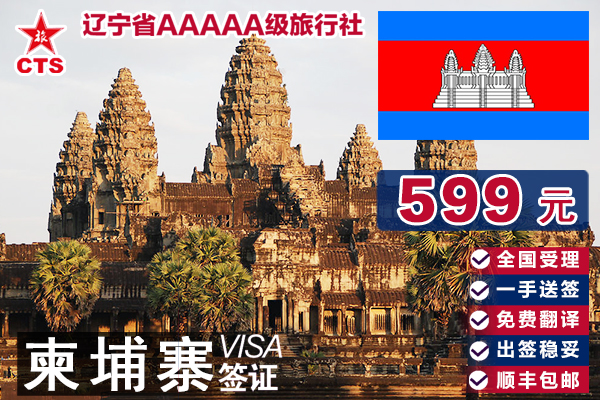 旅
CTS
辽宁省AAAAA级旅行社
599 元
全国受理
一手送签
免费翻译
出签稳妥
顺丰包邮
柬埔寨 VISA
签证